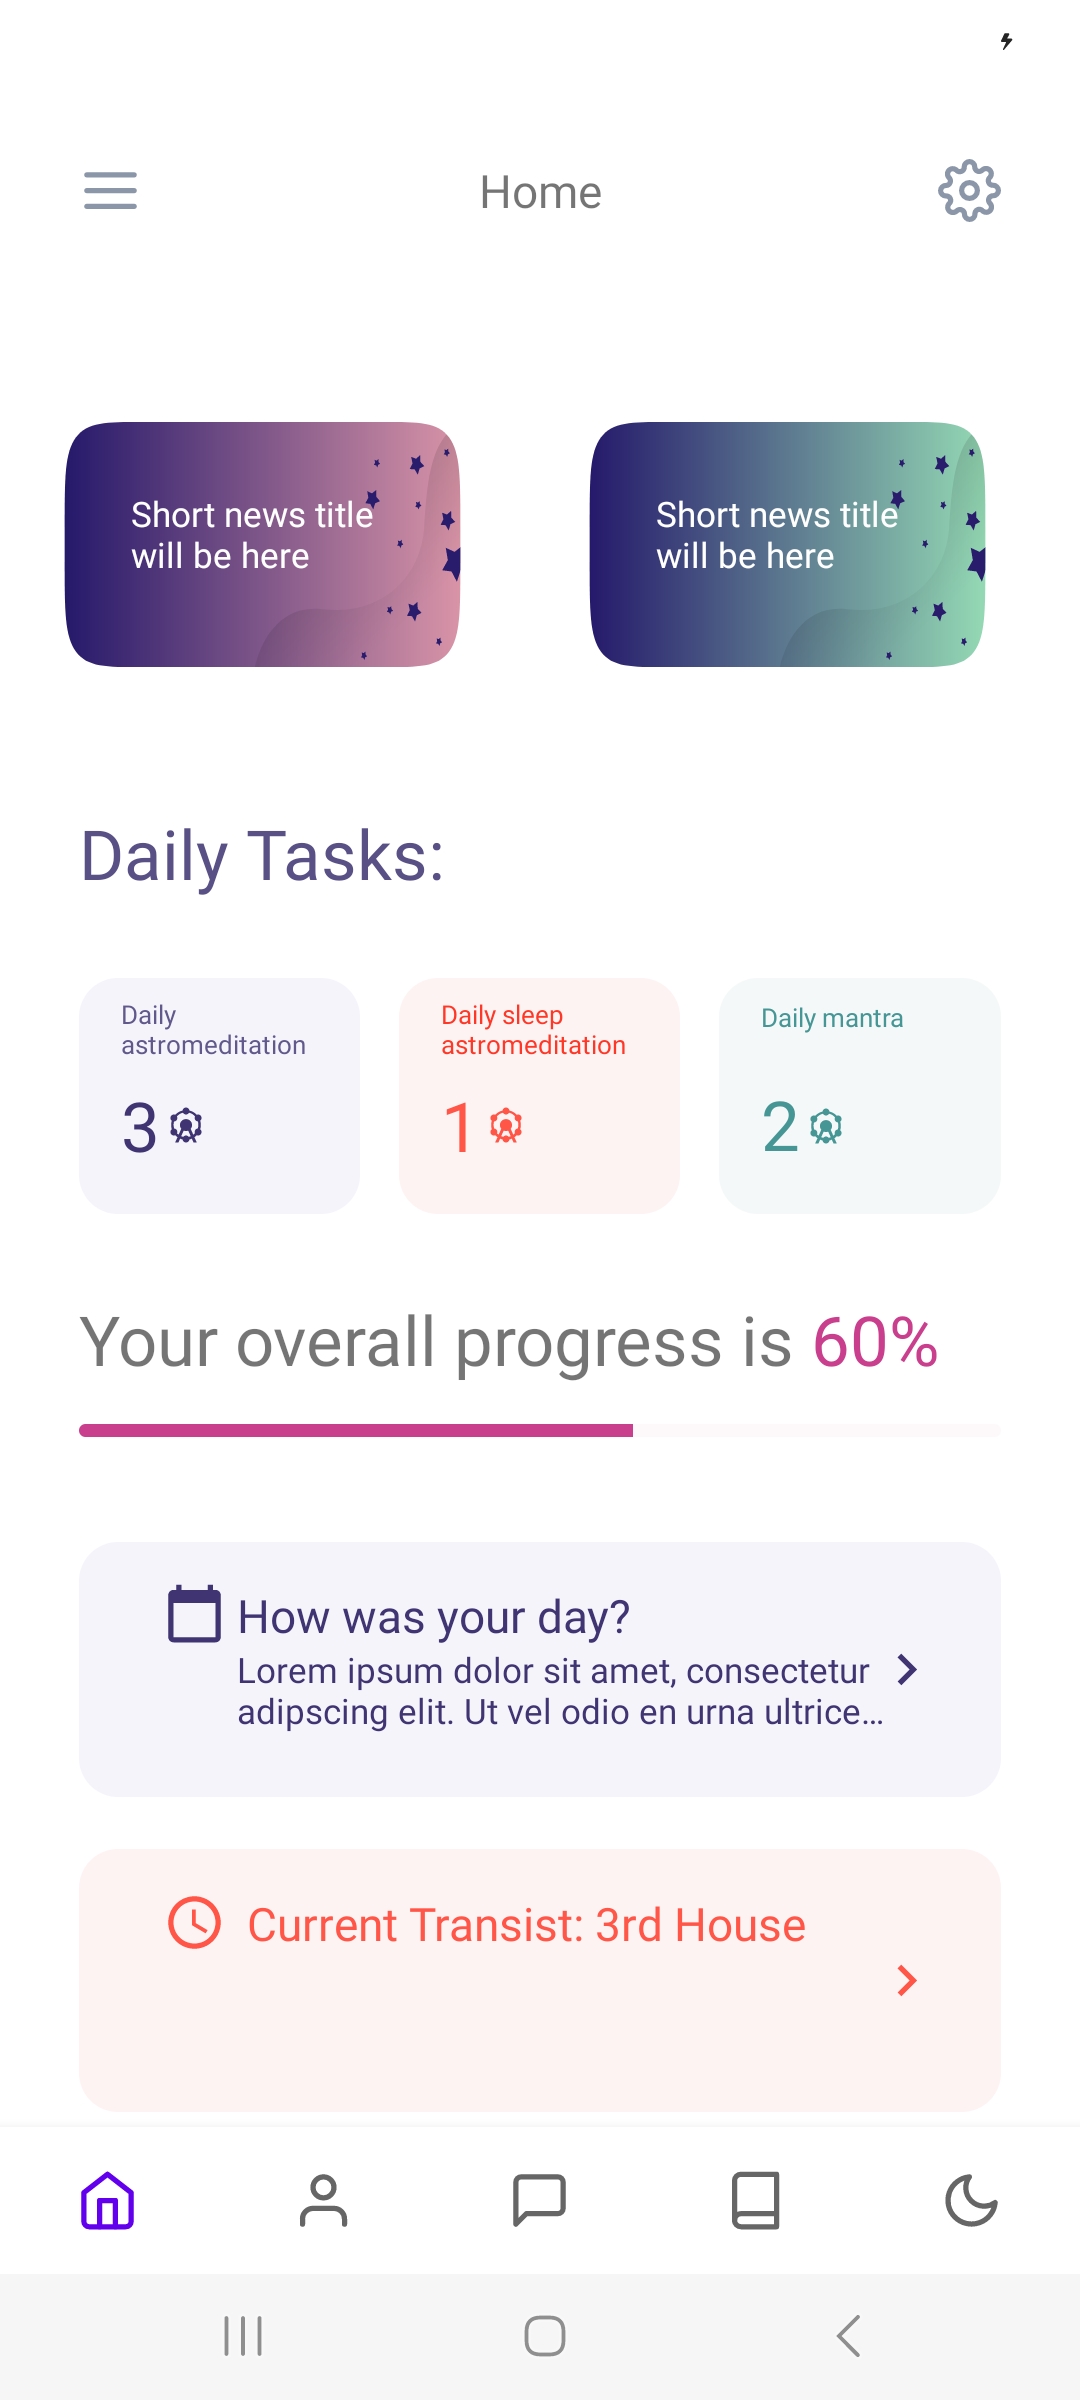 Home
Short news title
will be here
Short news title
will be here
Daily Tasks:
Daily
astromeditation
3
Daily sleep
astromeditation
1
Daily mantra
2
Your overall progress is 60%
How was your day?
Lorem ipsum dolor sit amet, consectetur
adipscing elit. Ut vel odio en urna ultrice...
Current Transist: 3rd House